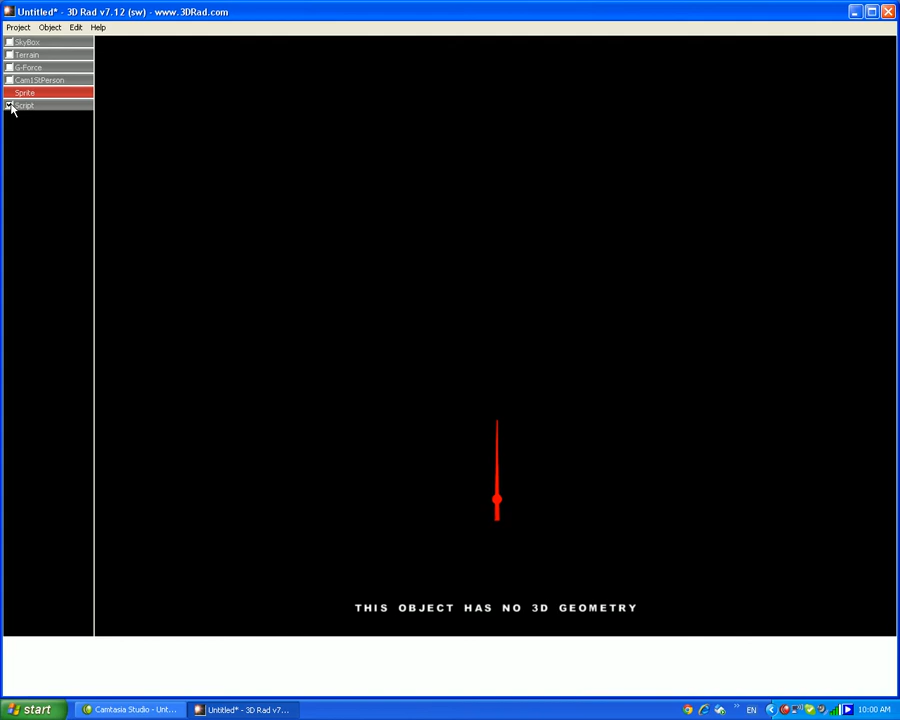 Untitled* - 3D Rad v7.12 (sw) - www.3DRad.com
Project Object Edit Help
SkyBox
Terrain
G-Force
Cam1stPerson
Sprite
Script
THIS OBJECT HAS NO 3D GEOMETRY
start
Camtasia Studio - Unt...
Untitled* - 3D Rad v7...
EN
10:00 AM